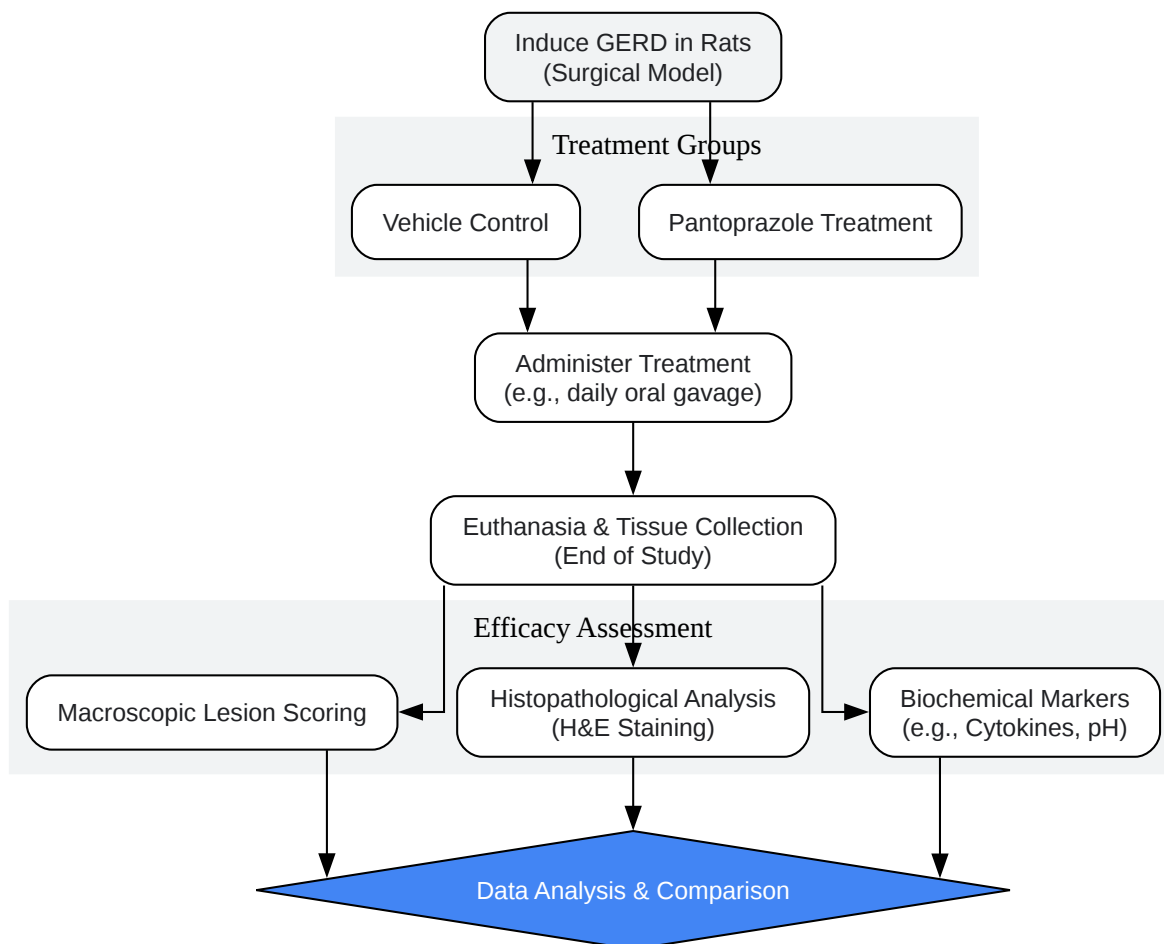 Induce GERD in Rats
(Surgical Model)
Treatment Groups
Vehicle Control
Pantoprazole Treatment
Administer Treatment
(e.g., daily oral gavage)
Euthanasia & Tissue Collection
(End of Study)
Efficacy Assessment
Macroscopic Lesion Scoring
Histopathological Analysis
(H&E Staining)
Biochemical Markers
(e.g., Cytokines, pH)
Data Analysis & Comparison